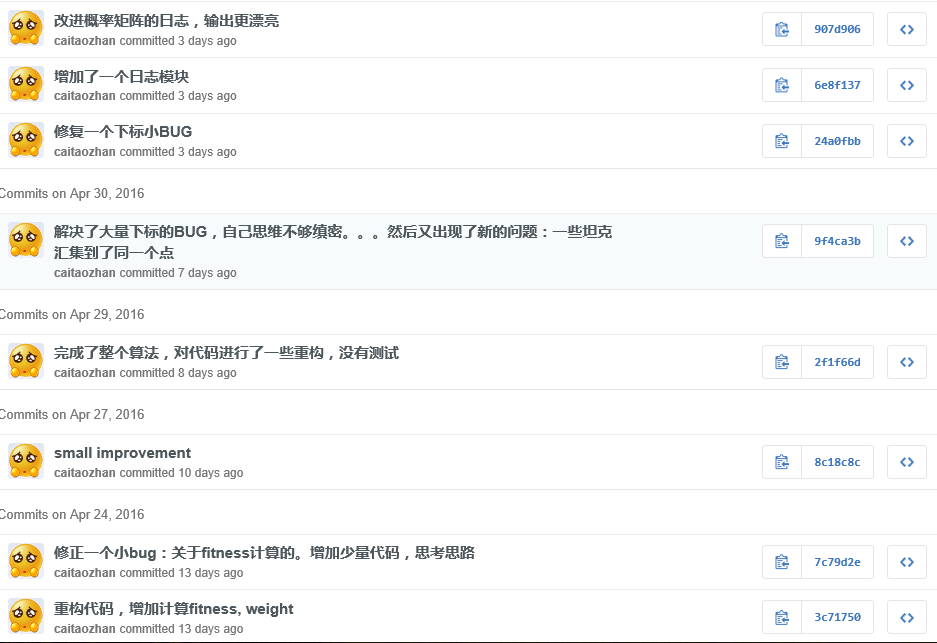 改进概率矩阵的日志，输出更漂亮
907d906
caitaozhan committed 3 days ago
增加了一个日志模块
6e8f137
caitaozhan committed 3 days ago
修复一个下标小BUG
24a0fbb
caitaozhan committed 3 days ago
Commits on Apr 30, 2016
解决了大量下标的BUG，自己思维不够缜密。。。然后又出现了新的问题：一些坦克
汇集到了同一个点
9f4ca3b
caitaozhan committed 7 days ago
Commits on Apr 29, 2016
完成了整个算法，对代码进行了一些重构，没有测试
2f1f66d
caitaozhan committed 8 days ago
Commits on Apr 27, 2016
small improvement
8c18c8c
caitaozhan committed 10 days ago
Commits on Apr 24, 2016
修正一个小bug：关于fitness计算的。增加少量代码，思考思路
7c79d2e
caitaozhan committed 13 days ago
重构代码，增加计算fitness, weight
3c71750
caitaozhan committed 13 days ago